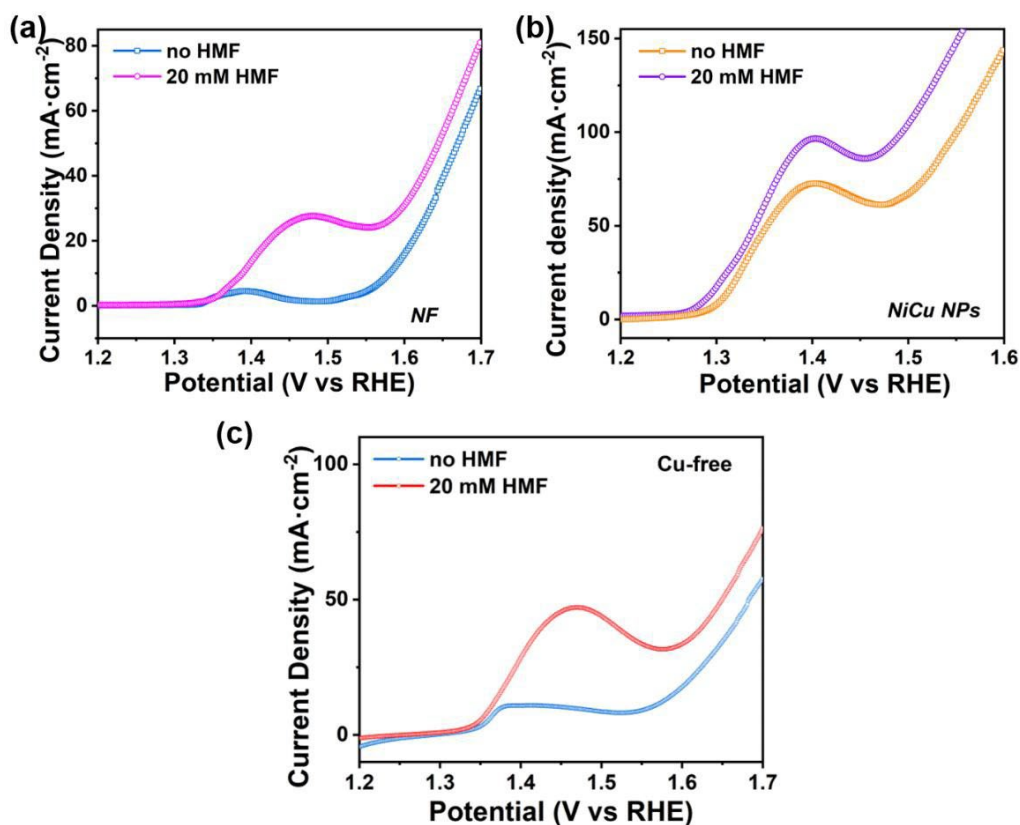 (a)
no HMF
20 mM HMF
80
60
40
20
0
Current Density (mA·cm-2)
NF
1.2 1.3 1.4 1.5 1.6 1.7
Potential (V vs RHE)
(b)
no HMF
20 mM HMF
150
100
50
0
Current density(mA·cm-2)
NiCu NPs
1.2 1.3 1.4 1.5 1.6
Potential (V vs RHE)
(c)
no HMF
20 mM HMF
Cu-free
100
50
0
Current Density (mA·cm-2)
1.2 1.3 1.4 1.5 1.6 1.7
Potential (V vs RHE)